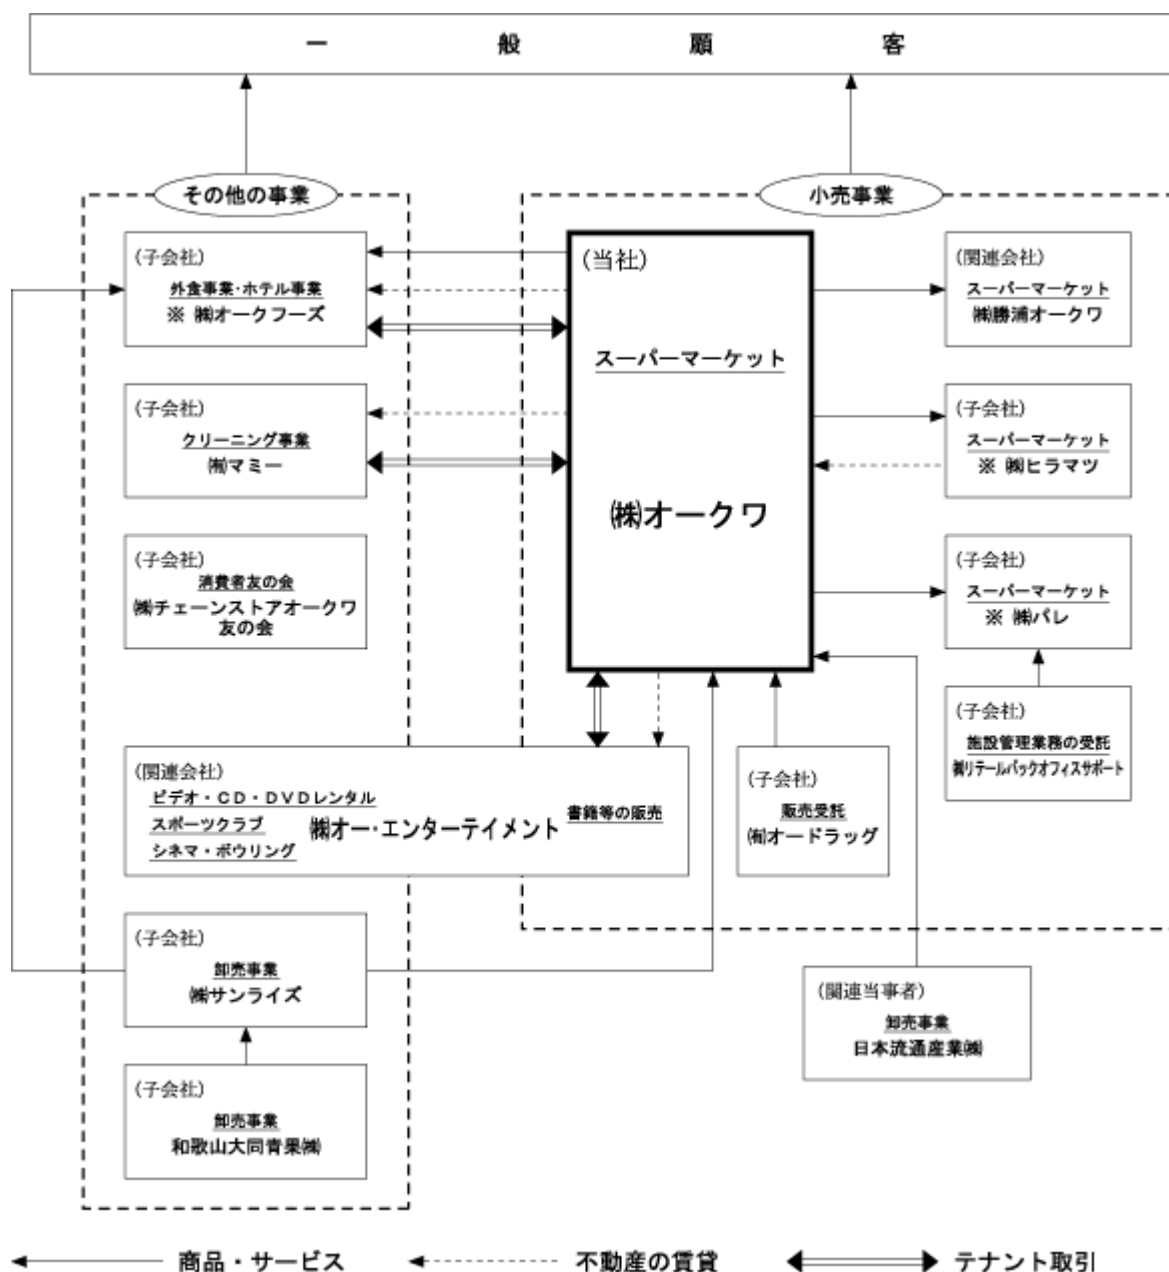 一般顧客
その他の事業
小売事業
(子会社)
外食事業・ホテル事業
※ ㈱オークフーズ
(子会社)
クリーニング事業
㈲マミー
(子会社)
消費者友の会
㈱チェーンストアオークワ
友の会
(当社)
スーパーマーケット
㈱オークワ
(関連会社)
スーパーマーケット
㈱勝浦オークワ
(子会社)
スーパーマーケット
※ ㈱ヒラマツ
(子会社)
スーパーマーケット
※ ㈱パレ
(子会社)
施設管理業務の受託
㈱リテールバックオフィスサポート
(関連会社)
ビデオ・CD・DVDレンタル
スポーツクラブ
シネマ・ボウリング
㈱オー・エンターテイメント
書籍等の販売
(子会社)
販売受託
㈲オードラッグ
(子会社)
卸売事業
㈱サンライズ
(関連当事者)
卸売事業
日本流通産業㈱
(子会社)
卸売事業
和歌山大同青果㈱
商品・サービス
不動産の賃貸
テナント取引